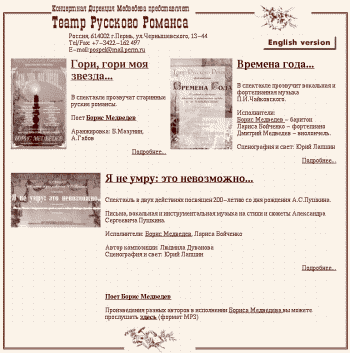 Концертная Дирекция Медведева представляет
Театр Русского Романса
Россия, 614002 г.Пермь, ул.Чернышевского, 13-44
Tel/Fax: +7-3422-162 497
E-mail:
English version
Гори, гори моя звезда...
В спектакле прозвучат старинные русские романсы.
Поет Борис Медведев
Аранжировка: В.Махунин, А.Габов
Подробнее...
Времена года...
В спектакле прозвучат вокальная и фортепианная музыка П.И.Чайковского.
Исполнители:
Борис Медведев - баритон
Лариса Бойченко - фортепиано
Дмитрий Медведев - виолончель
Сценография и свет: Юрий Лапшин
Подробнее...
Я не умру: это невозможно...
Спектакль в двух действиях посвящен 200-летию со дня рождения А.С.Пушкина.
Письма, вокальная и инструментальная музыка на стихи и сюжеты Александра Сергеевича Пушкина.
Исполнители: Борис Медведев, Лариса Бойченко
Автор композиции: Людмила Дуванова
Сценография и свет: Юрий Лапшин
Подробнее...
Поет Борис Медведев
Произведения разных авторов в исполнении Бориса Медведева вы можете прослушать здесь (формат MP3)